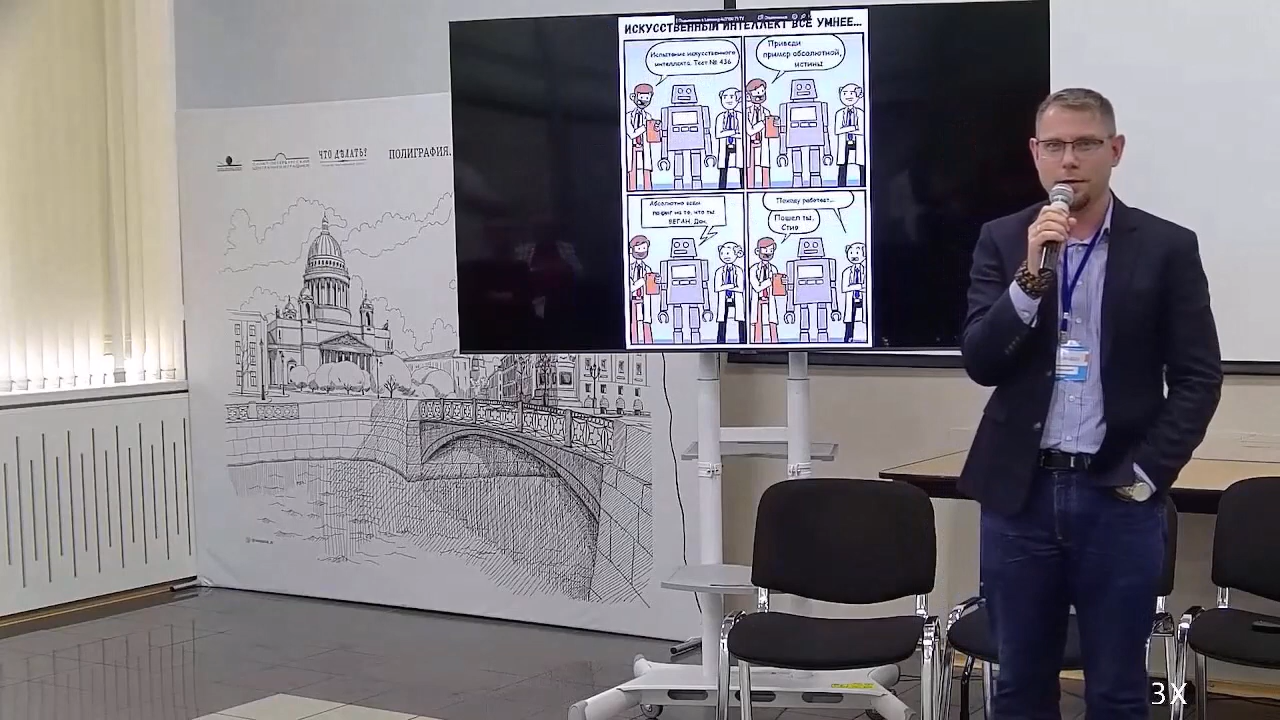 ЧТО ДЕЛАТЬ?
ПОЛИГРАФИЯ.
ИСКУССТВЕННЫЙ ИНТЕЛЛЕКТ ВСЕ УМНЕЕ...
Испытание искусственного
интеллекта. Тест № 436
Приведи
пример абсолютной
истины
Абсолютно всем
пофиг на то, что ты
ВЕГАН, Дон.
Походу работает...
Пошел ты,
Стив
3X